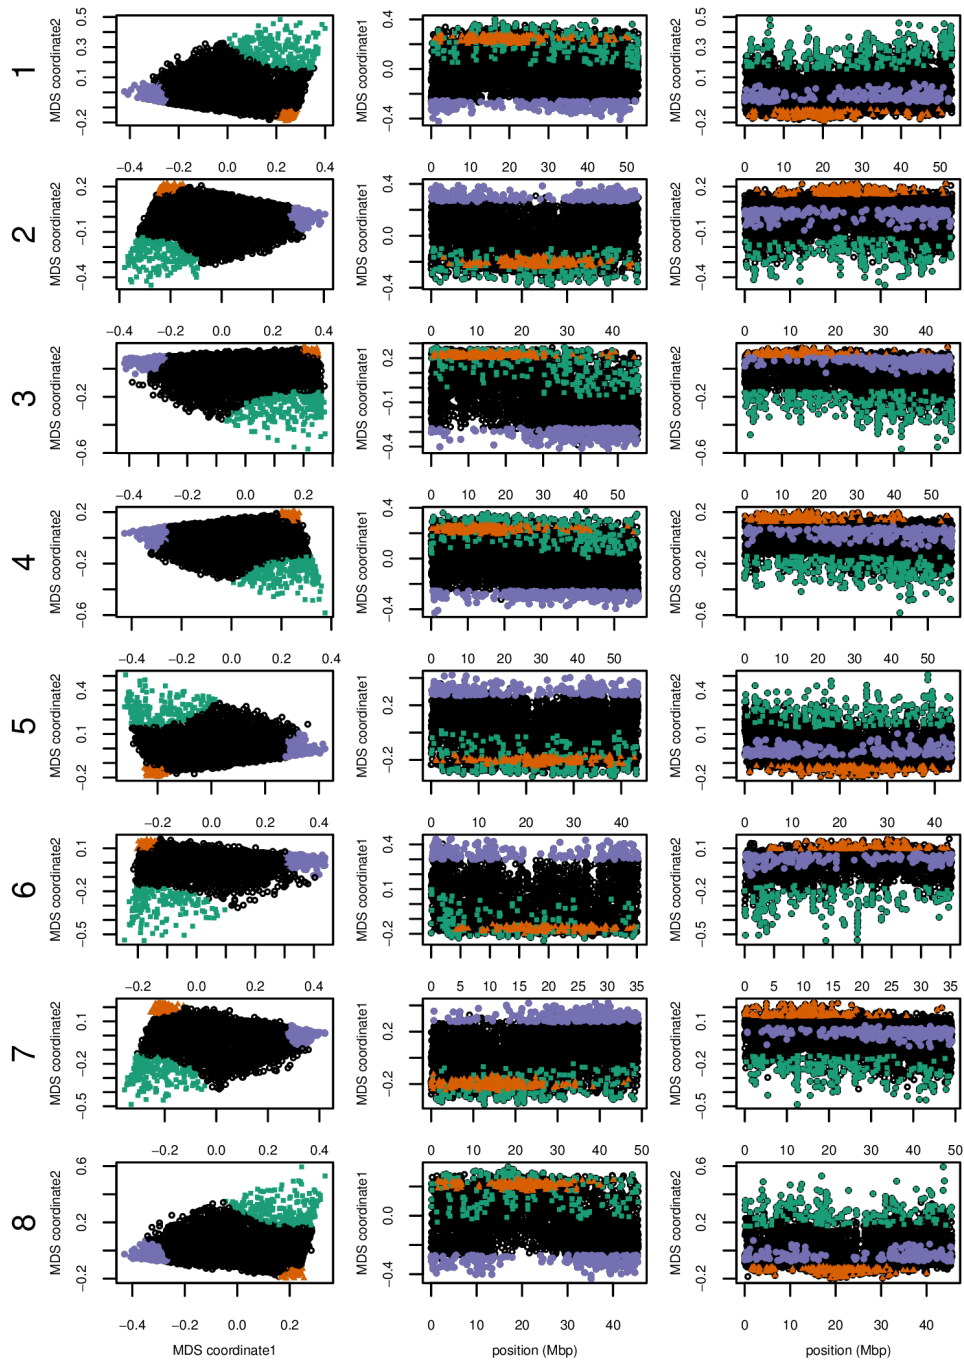 1
MDS coordinate2
−0.2 0.1 0.3 0.5
−0.4 −0.2 0.0 0.2 0.4
MDS coordinate1
−0.4 0.0 0.4
0 10 20 30 40 50
MDS coordinate2
−0.2 0.1 0.3 0.5
0 10 20 30 40 50
2
MDS coordinate2
−0.4 −0.1 0.2
−0.4 −0.2 0.0 0.2 0.4
MDS coordinate1
−0.4 0.0 0.4
0 10 20 30 40
MDS coordinate2
−0.4 −0.1 0.2
0 10 20 30 40
3
MDS coordinate2
−0.6 −0.2 0.2
−0.4 −0.2 0.0 0.2
MDS coordinate1
−0.4 −0.1 0.2
0 10 20 30 40 50
MDS coordinate2
−0.6 −0.2 0.2
0 10 20 30 40 50
4
MDS coordinate2
−0.6 −0.2 0.2
−0.4 −0.2 0.0 0.2 0.4
MDS coordinate1
−0.4 0.0 0.4
0 10 20 30 40 50
MDS coordinate2
−0.6 −0.2 0.2
0 10 20 30 40 50
5
MDS coordinate2
−0.2 0.1 0.4
−0.2 0.0 0.2 0.4
MDS coordinate1
−0.2 0.2
0 10 20 30 40
MDS coordinate2
−0.2 0.1 0.4
0 10 20 30 40
6
MDS coordinate2
−0.5 −0.2 0.1
−0.2 0.0 0.2 0.4
MDS coordinate1
−0.2 0.1 0.4
0 5 10 15 20 25 30 35
MDS coordinate2
−0.5 −0.2 0.1
0 5 10 15 20 25 30 35
7
MDS coordinate2
−0.5 −0.2 0.1
−0.2 0.0 0.2 0.4
MDS coordinate1
−0.2 0.2
0 10 20 30 40 50
MDS coordinate2
−0.5 −0.2 0.1
0 10 20 30 40 50
8
MDS coordinate2
−0.2 0.2 0.6
−0.4 −0.2 0.0 0.2
MDS coordinate1
MDS coordinate1
−0.4 0.0 0.4
0 10 20 30 40
position (Mbp)
MDS coordinate2
−0.2 0.2 0.6
0 10 20 30 40
position (Mbp)